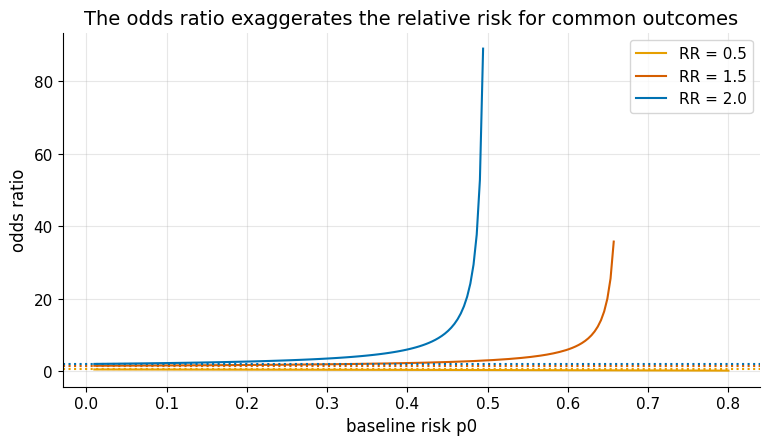 The odds ratio exaggerates the relative risk for common outcomes
RR = 0.5
RR = 1.5
RR = 2.0
odds ratio
80
60
40
20
0
0.0 0.1 0.2 0.3 0.4 0.5 0.6 0.7 0.8
baseline risk p0